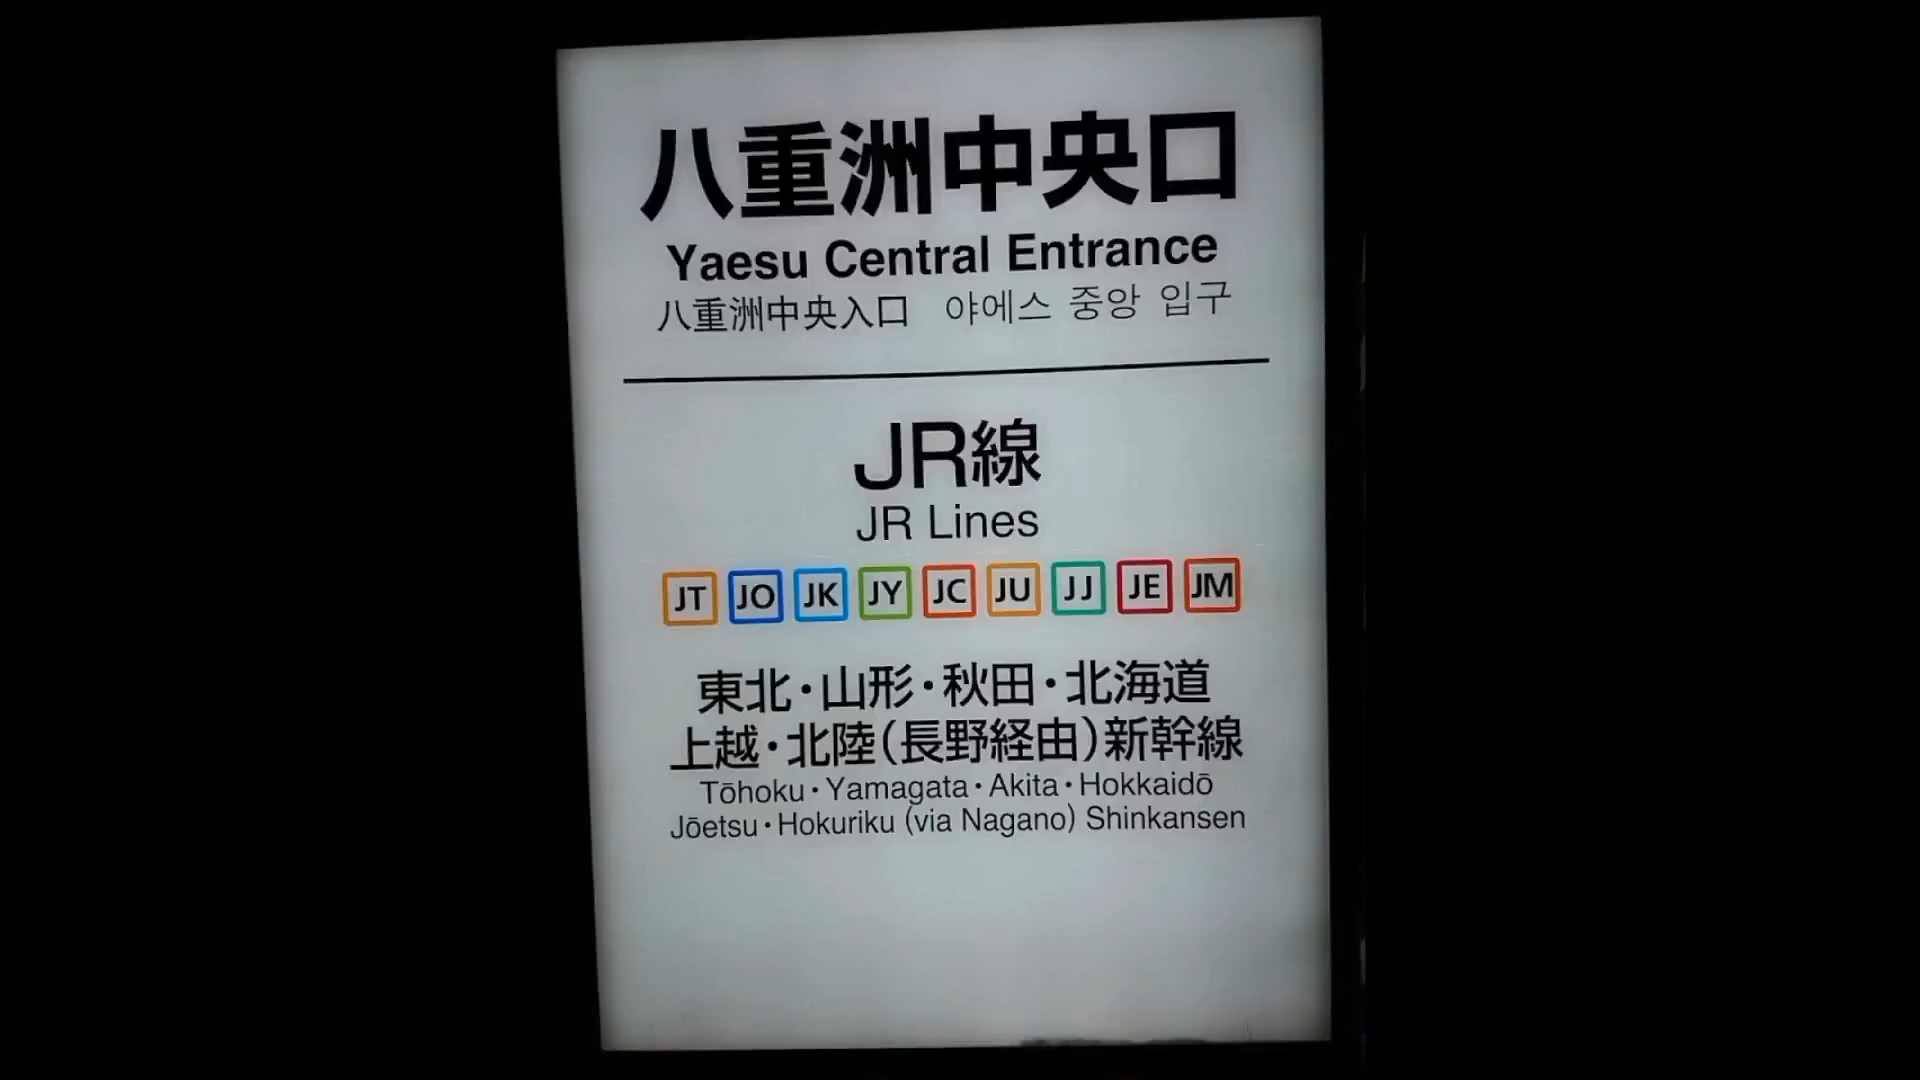 八重洲中央口
Yaesu Central Entrance
八重洲中央入口 야에스 중앙 입구
JR線
JR Lines
JT JO JK JY JC JU JJ JE JM
東北・山形・秋田・北海道
上越・北陸(長野経由)新幹線
Tōhoku・Yamagata・Akita・Hokkaidō
Jōetsu・Hokuriku (via Nagano) Shinkansen